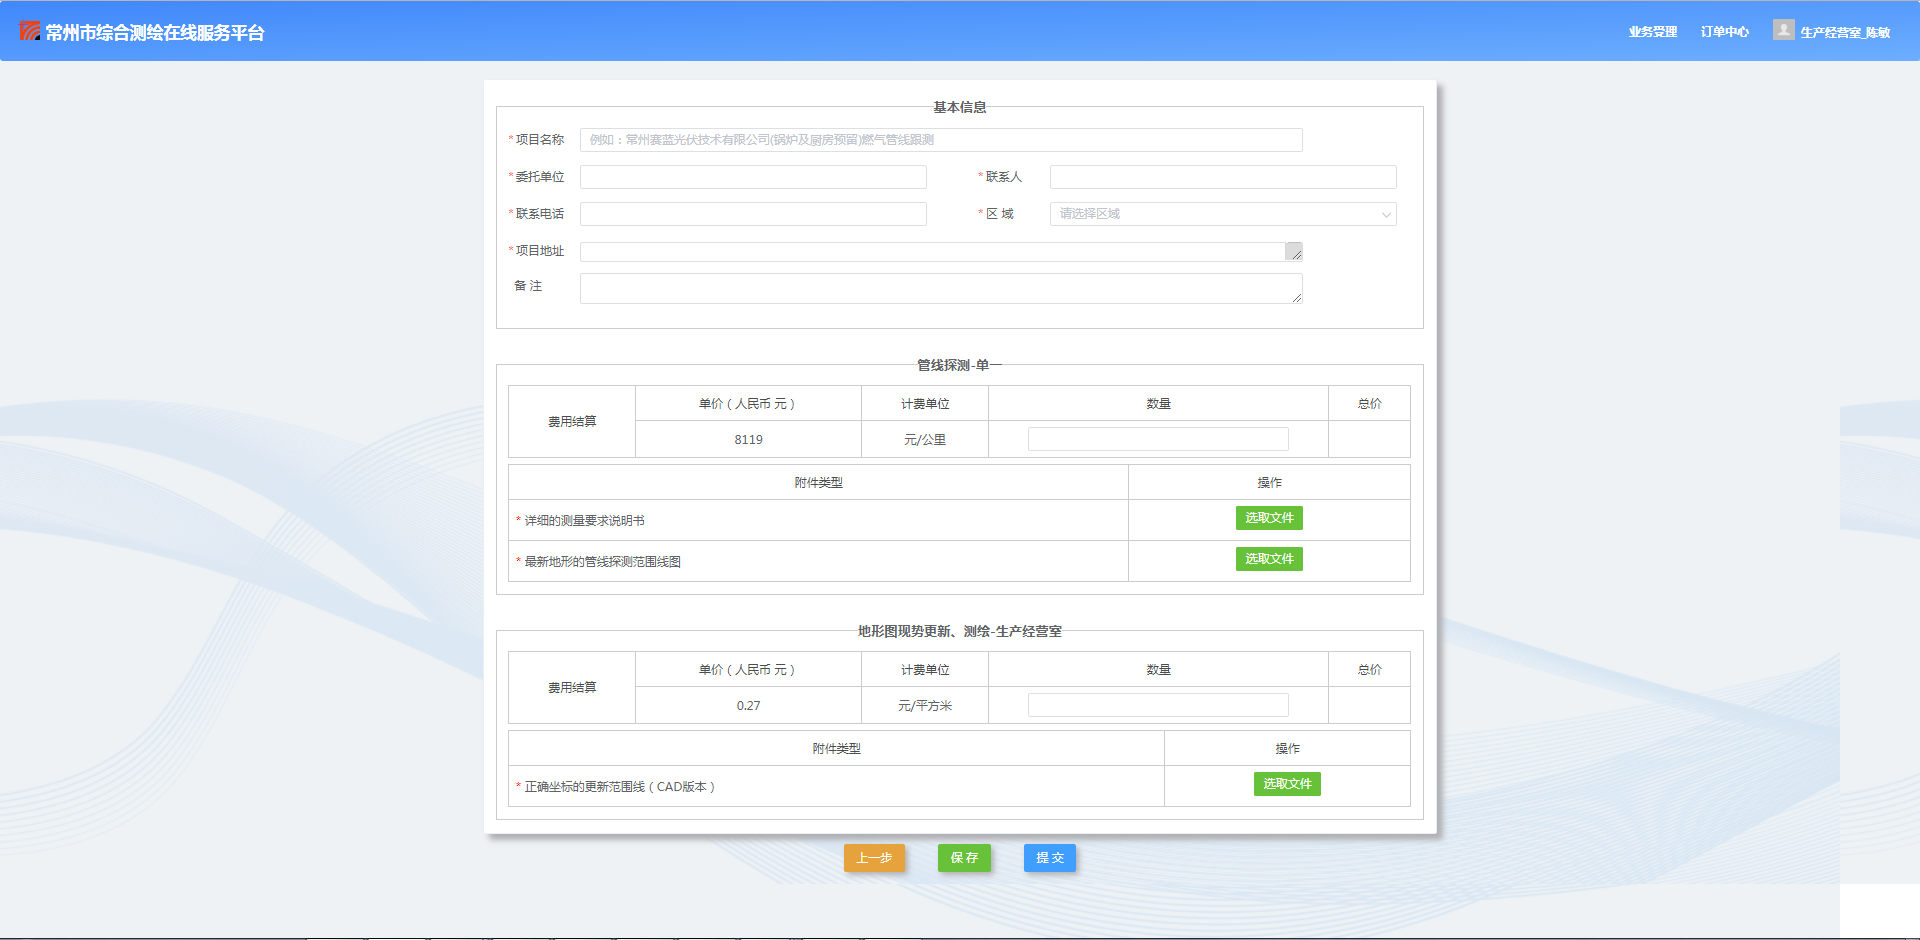 常州市综合测绘在线服务平台
业务受理 订单中心 生产经营室_陈敏
基本信息
*项目名称 例如：常州赛蓝光伏技术有限公司(锅炉及厨房预留)燃气管线跟测
*委托单位 *联系人
*联系电话 *区 域 请选择区域
*项目地址
备 注
管线探测-单一
费用结算 单价（人民币 元） 计费单位 数量 总价
8119 元/公里
附件类型 操作
* 详细的测量要求说明书 选取文件
* 最新地形的管线探测范围线图 选取文件
地形图现势更新、测绘-生产经营室
费用结算 单价（人民币 元） 计费单位 数量 总价
0.27 元/平方米
附件类型 操作
* 正确坐标的更新范围线（CAD版本） 选取文件
上一步 保 存 提 交